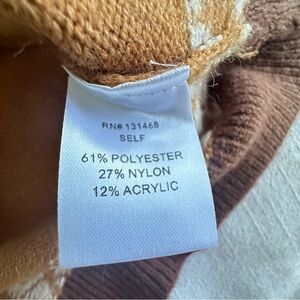 RN# 131468
SELF
61% POLYESTER
27% NYLON
12% ACRYLIC